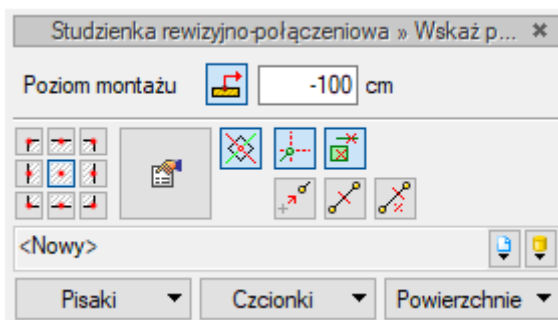 Studzienka rewizyjno-połączeniowa » Wskaż p...
Poziom montażu -100 cm
<Nowy>
Pisaki Czcionki Powierzchnie